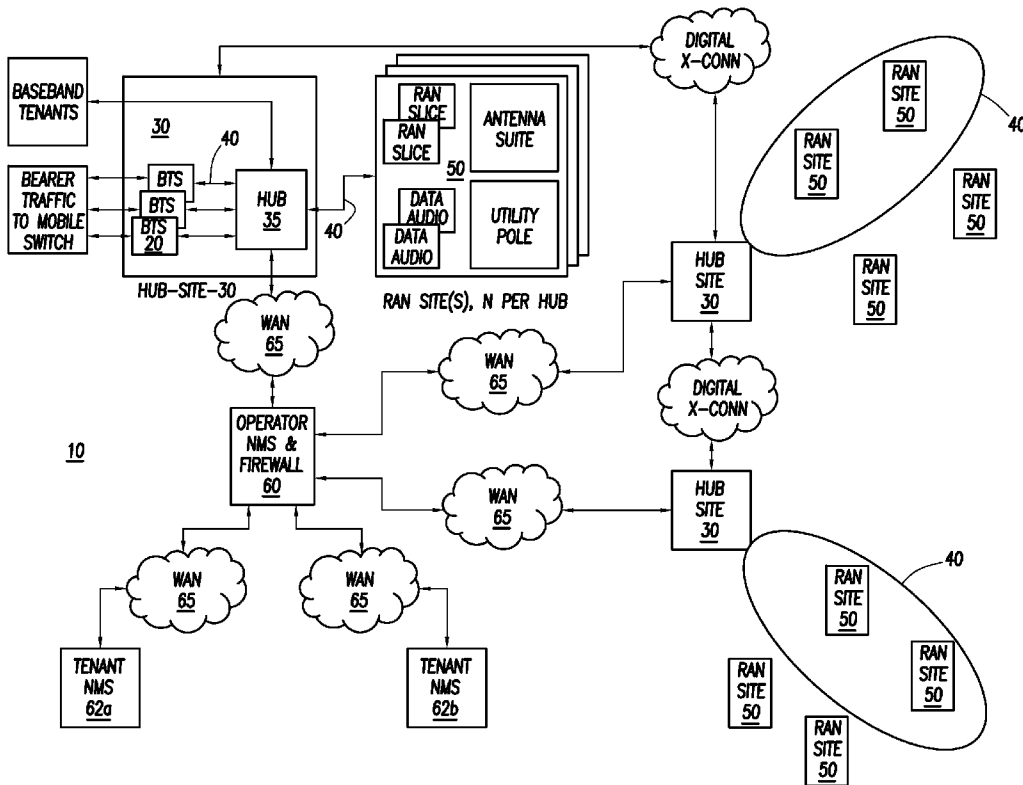 BASEBAND
TENANTS
BEARER
TRAFFIC
TO MOBILE
SWITCH
30
40
BTS
BTS
BTS
20
HUB
35
HUB-SITE-30
40
RAN
SLICE
RAN
SLICE
50
DATA
AUDIO
DATA
AUDIO
ANTENNA
SUITE
UTILITY
POLE
RAN SITE(S), N PER HUB
DIGITAL
X-CONN
RAN
SITE
50
RAN
SITE
50
40
RAN
SITE
50
RAN
SITE
50
HUB
SITE
30
WAN
65
WAN
65
DIGITAL
X-CONN
10
OPERATOR
NMS &
FIREWALL
60
WAN
65
HUB
SITE
30
WAN
65
WAN
65
40
RAN
SITE
50
RAN
SITE
50
RAN
SITE
50
RAN
SITE
50
TENANT
NMS
62a
TENANT
NMS
62b